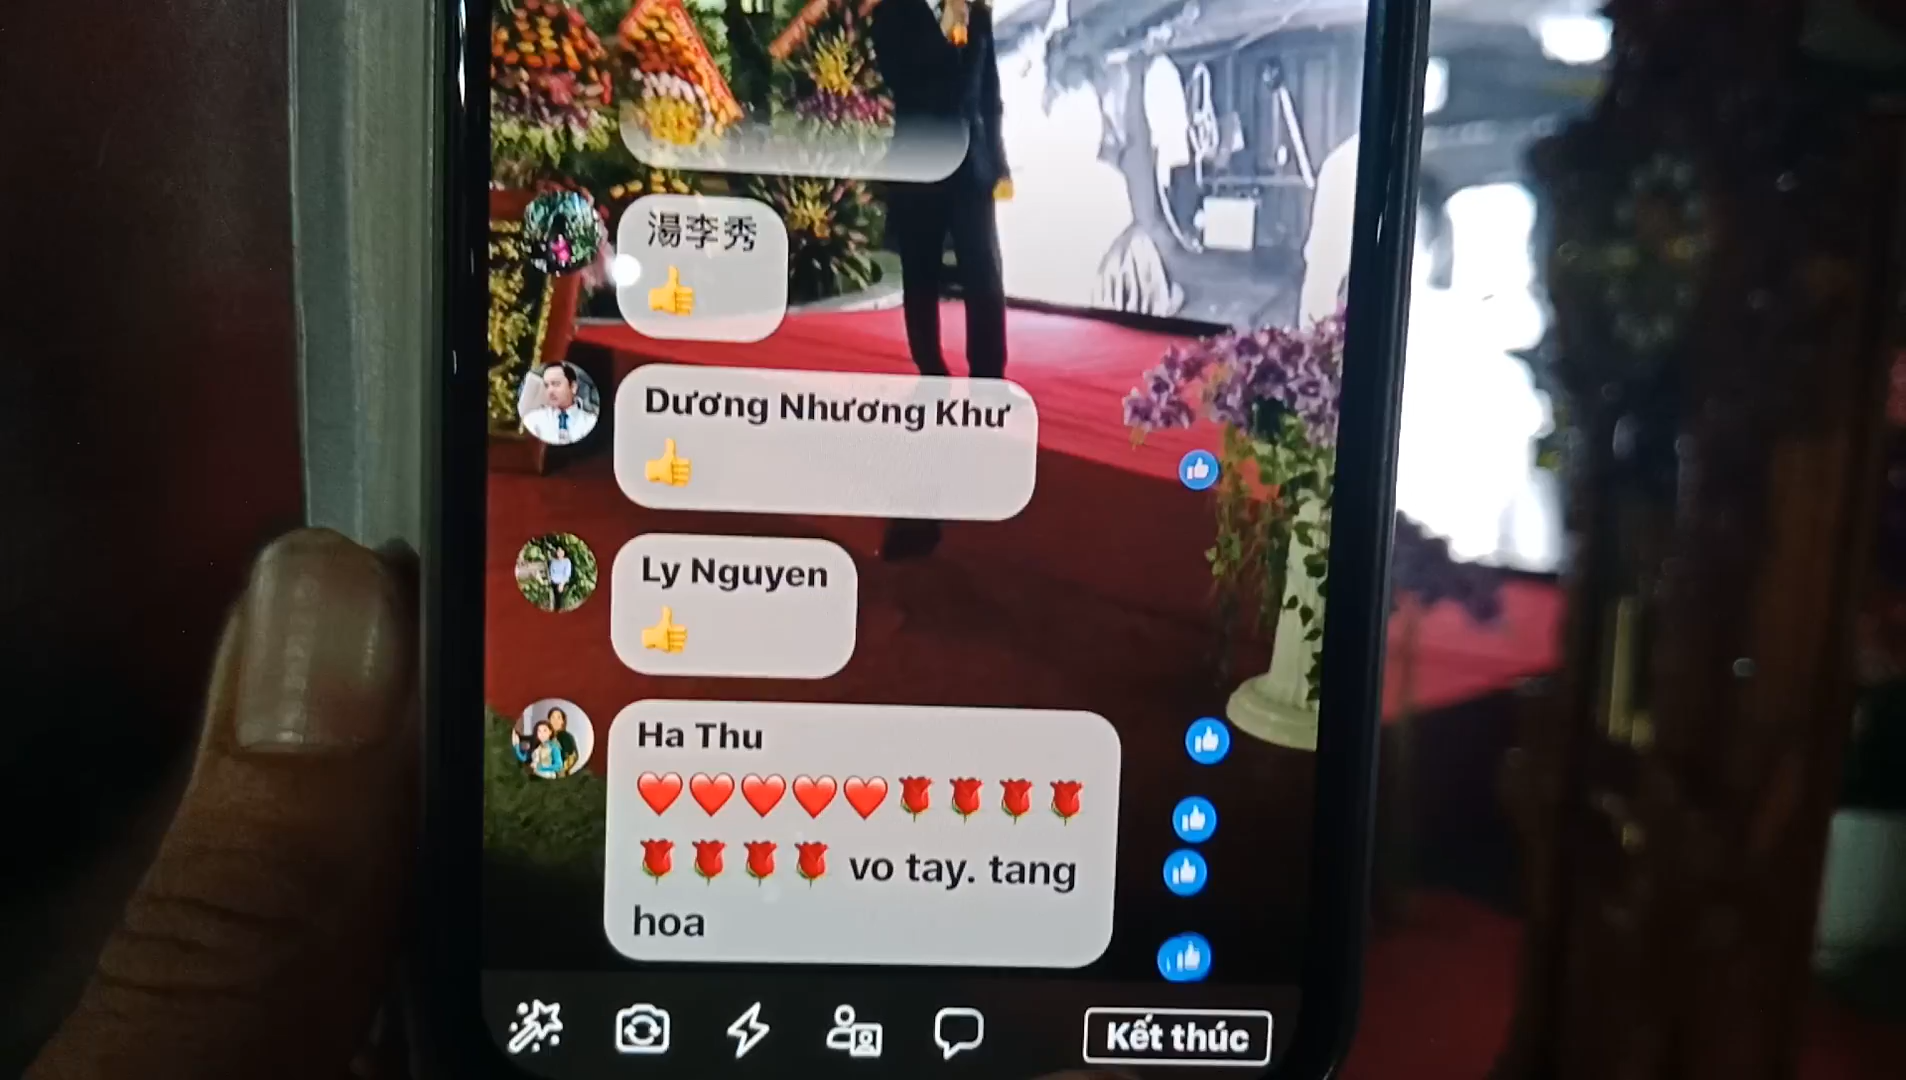 湯李秀
👍
Dương Nhương Khư
👍
Ly Nguyen
👍
Ha Thu
❤️❤️❤️❤️❤️🌹🌹🌹🌹
🌹🌹🌹🌹 vo tay. tang
hoa
Kết thúc